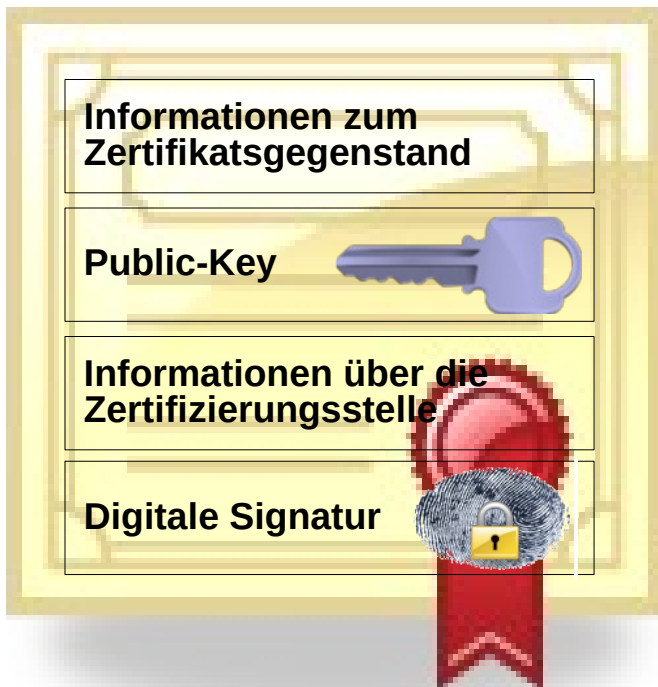 Informationen zum
Zertifikatsgegenstand
Public-Key
Informationen über die
Zertifizierungsstelle
Digitale Signatur